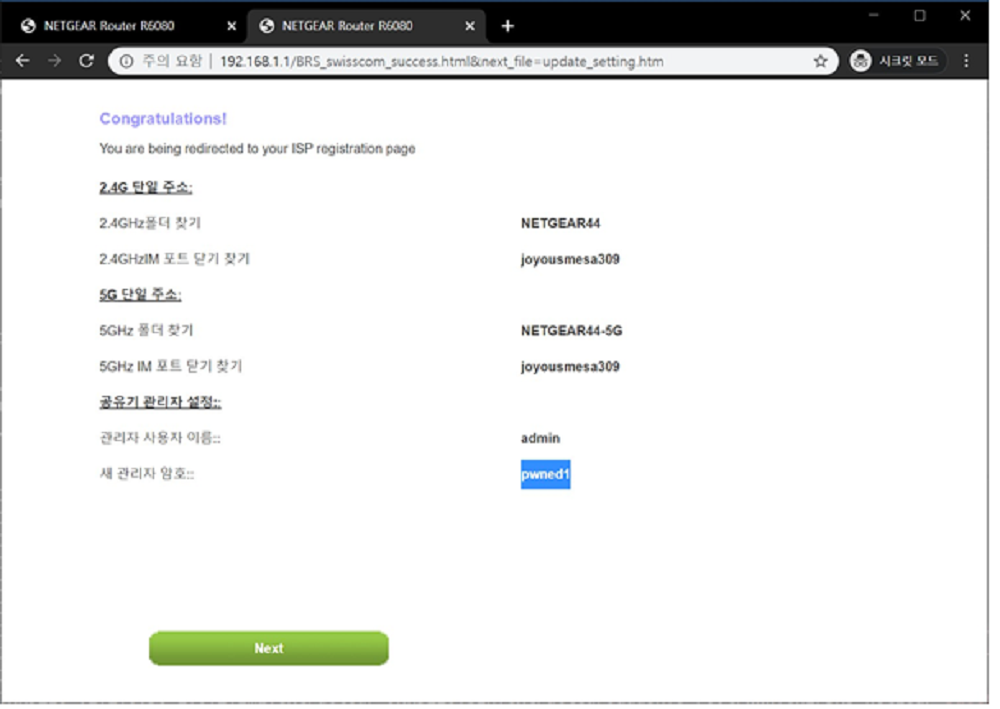 NETGEAR Router R6080
NETGEAR Router R6080
주의 요함 | 192.168.1.1/BRS_swisscom_success.html&next_file=update_setting.htm 시크릿 모드
Congratulations!
You are being redirected to your ISP registration page
2.4G 단일 주소:
2.4GHz폴더 찾기 NETGEAR44
2.4GHzIM 포트 닫기 찾기 joyousmesa309
5G 단일 주소:
5GHz 폴더 찾기 NETGEAR44-5G
5GHz IM 포트 닫기 찾기 joyousmesa309
공유기 관리자 설정::
관리자 사용자 이름:: admin
새 관리자 암호:: pwned1
Next